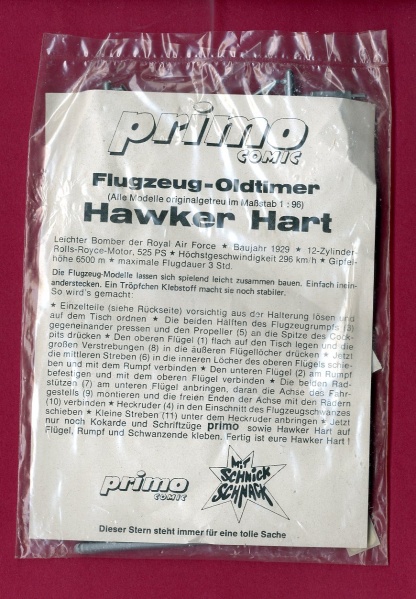 primo
COMIC
Flugzeug-Oldtimer
(Alle Modelle originalgetreu im Maßstab 1:96)
Hawker Hart
Leichter Bomber der Royal Air Force ★ Baujahr 1929 ★ 12-Zylinder-
Rolls-Royce-Motor, 525 PS ★ Höchstgeschwindigkeit 296 km/h ★ Gipfel-
höhe 6500 m ★ maximale Flugdauer 3 Std.
Die Flugzeug-Modelle lassen sich spielend leicht zusammen bauen. Einfach inein-
anderstecken. Ein Tröpfchen Klebstoff macht sie noch stabiler.
So wird's gemacht:
★ Einzelteile (siehe Rückseite) vorsichtig aus der Halterung lösen und
auf dem Tisch ordnen ★ Die beiden Hälften des Flugzeugrumpfs (3)
gegeneinander pressen und den Propeller (5) an die Spitze des Cock-
pits drücken ★ Den oberen Flügel (1) flach auf den Tisch legen und die
großen Verstrebungen (8) in die äußeren Flügellöcher drücken ★ Jetzt
die mittleren Streben (6) in die inneren Löcher des oberen Flügels schie-
ben und mit dem Rumpf verbinden ★ Den unteren Flügel (2) am Rumpf
befestigen und mit dem oberen Flügel verbinden ★ Die beiden Rad-
stützen (7) am unteren Flügel anbringen, daran die Achse des Fahr-
gestells (9) montieren und die freien Enden der Achse mit den Rädern
(10) verbinden ★ Heckruder (4) in den Einschnitt des Flugzeugschwanzes
schieben ★ Kleine Streben (11) unter dem Heckruder anbringen ★ Jetzt
nur noch Kokarde und Schriftzüge primo sowie Hawker Hart auf
Flügel, Rumpf und Schwanzende kleben. Fertig ist eure Hawker Hart!
primo
COMIC
MIT
SCHNICK
SCHNACK
Dieser Stern steht immer für eine tolle Sache